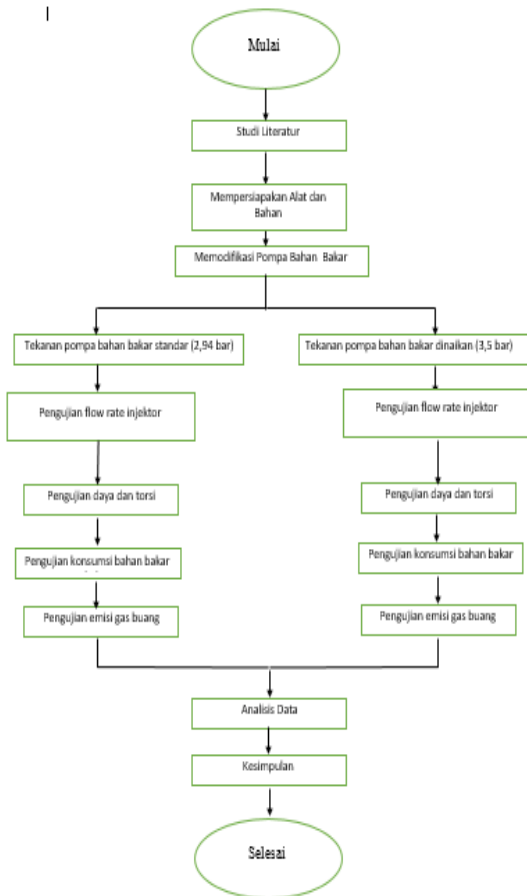 Mulai
Studi Literatur
Mempersiapakan Alat dan
Bahan
Memodifikasi Pompa Bahan Bakar
Tekanan pompa bahan bakar standar (2,94 bar)
Tekanan pompa bahan bakar dinaikan (3,5 bar)
Pengujian flow rate injektor
Pengujian flow rate injektor
Pengujian daya dan torsi
Pengujian daya dan torsi
Pengujian konsumsi bahan bakar
Pengujian konsumsi bahan bakar
Pengujian emisi gas buang
Pengujian emisi gas buang
Analisis Data
Kesimpulan
Selesai